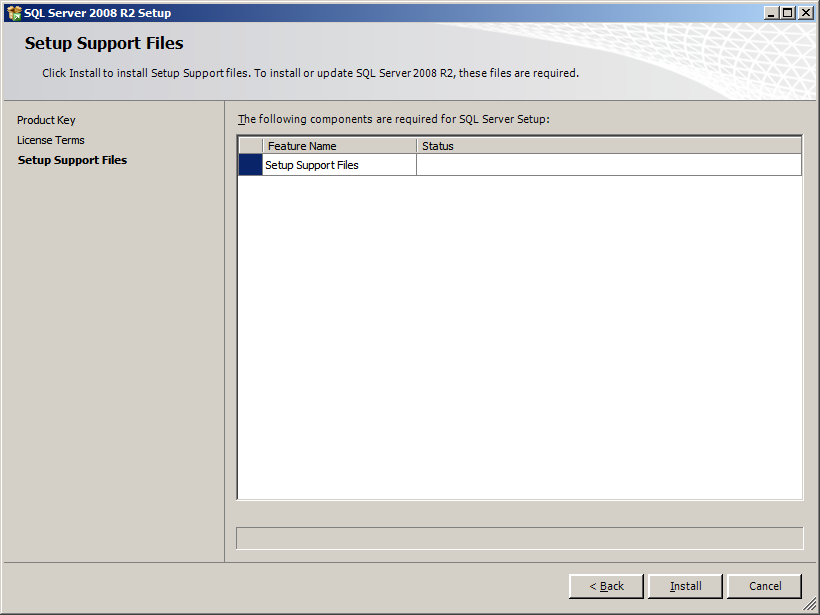 SQL Server 2008 R2 Setup
Setup Support Files
Click Install to install Setup Support files. To install or update SQL Server 2008 R2, these files are required.
Product Key
License Terms
Setup Support Files
The following components are required for SQL Server Setup:
Feature Name Status
Setup Support Files
< Back Install Cancel